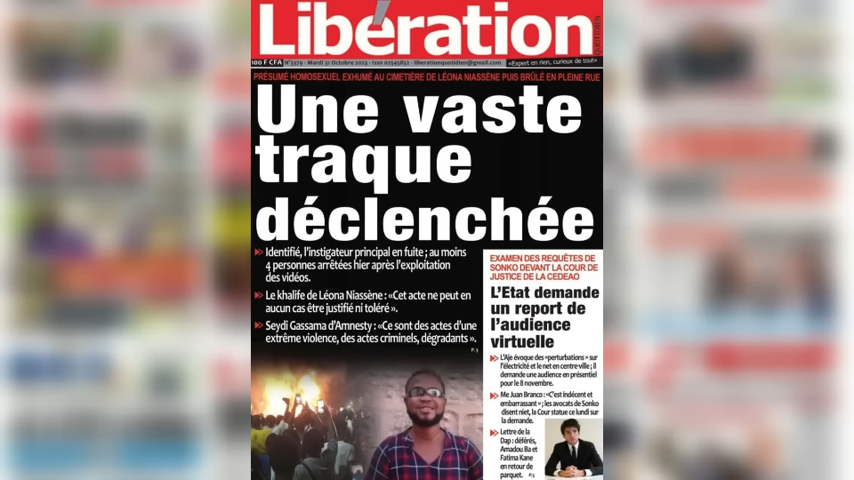 Libération
QUOTIDIEN
100 F CFA N°3379 - Mardi 31 Octobre 2023 - issn 02545852 - liberationquotidien@gmail.com «Expert en rien, curieux de tout»
PRÉSUMÉ HOMOSEXUEL EXHUMÉ AU CIMETIÈRE DE LÉONA NIASSÈNE PUIS BRÛLÉ EN PLEINE RUE
Une vaste
traque
déclenchée
Identifié, l'instigateur principal en fuite ; au moins
4 personnes arrêtées hier après l'exploitation
des vidéos.
Le khalife de Léona Niassène : «Cet acte ne peut en
aucun cas être justifié ni toléré ».
Seydi Gassama d'Amnesty : «Ce sont des actes d'une
extrême violence, des actes criminels, dégradants ».
P. 3
EXAMEN DES REQUÊTES DE
SONKO DEVANT LA COUR DE
JUSTICE DE LA CEDEAO
L'Etat demande
un report de
l'audience
virtuelle
L'Aje évoque des «perturbations» sur
l'électricité et le net en centre ville ; Il
demande une audience en présentiel
pour le 8 novembre.
Me Juan Branco : «C'est indécent et
embarrassant» ; les avocats de Sonko
disent niet, la Cour statue ce lundi sur
la demande.
Lettre de la
Dap : déférés,
Amadou Ba et
Fatima Kane
en retour de
parquet. P.5